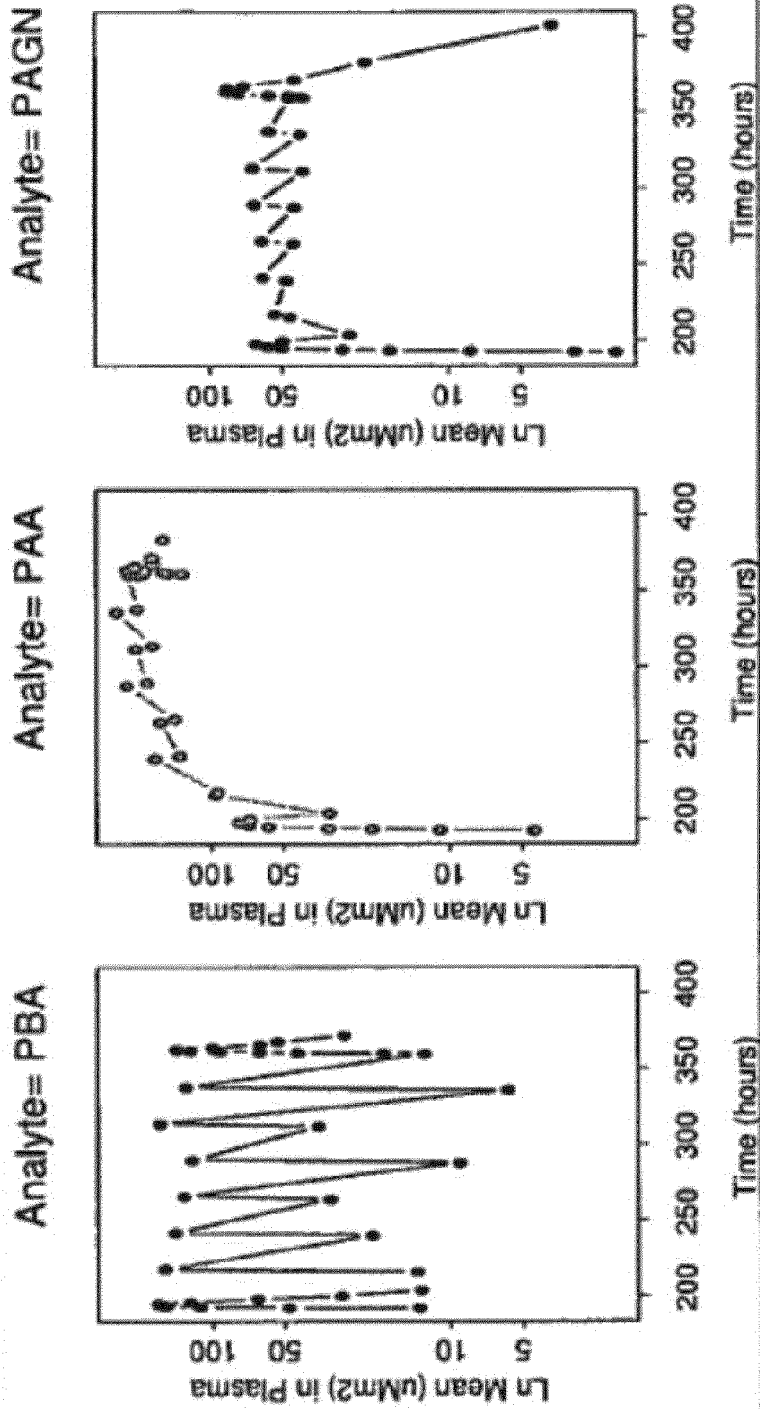 Analyte= PBA
Analyte= PAA
Analyte= PAGN
Ln Mean (uMm2) in Plasma
100
50
10
5
200 250 300 350 400
Time (hours)
Ln Mean (uMm2) in Plasma
100
50
10
5
200 250 300 350 400
Time (hours)
Ln Mean (uMm2) in Plasma
100
50
10
5
200 250 300 350 400
Time (hours)